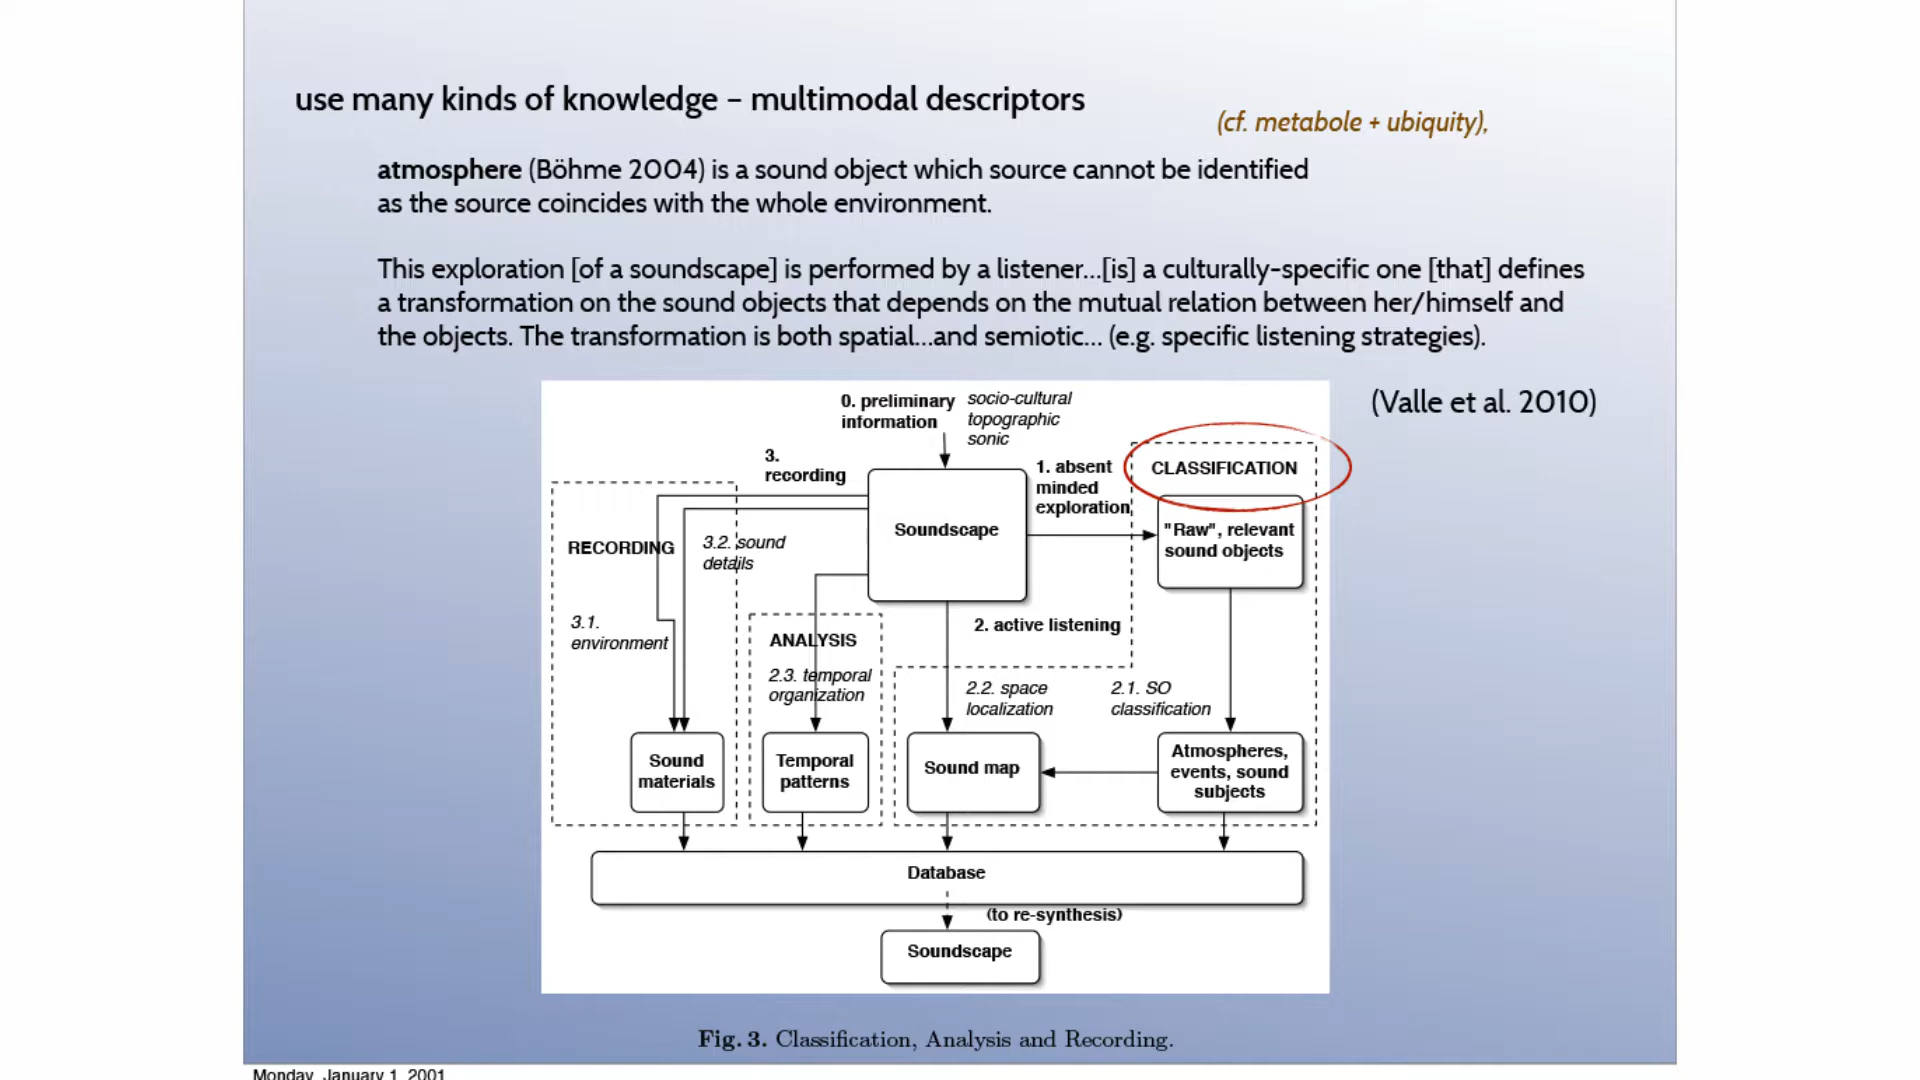 use many kinds of knowledge – multimodal descriptors
(cf. metabole + ubiquity),
atmosphere (Böhme 2004) is a sound object which source cannot be identified
as the source coincides with the whole environment.
This exploration [of a soundscape] is performed by a listener...[is] a culturally-specific one [that] defines
a transformation on the sound objects that depends on the mutual relation between her/himself and
the objects. The transformation is both spatial...and semiotic... (e.g. specific listening strategies).
(Valle et al. 2010)
0. preliminary
information
socio-cultural
topographic
sonic
3.
recording
1. absent
minded
exploration
CLASSIFICATION
Soundscape
"Raw", relevant
sound objects
RECORDING
3.2. sound
details
3.1.
environment
2. active listening
ANALYSIS
2.3. temporal
organization
2.2. space
localization
2.1. SO
classification
Sound
materials
Temporal
patterns
Sound map
Atmospheres,
events, sound
subjects
Database
(to re-synthesis)
Soundscape
Fig. 3. Classification, Analysis and Recording.
Monday, January 1, 2001